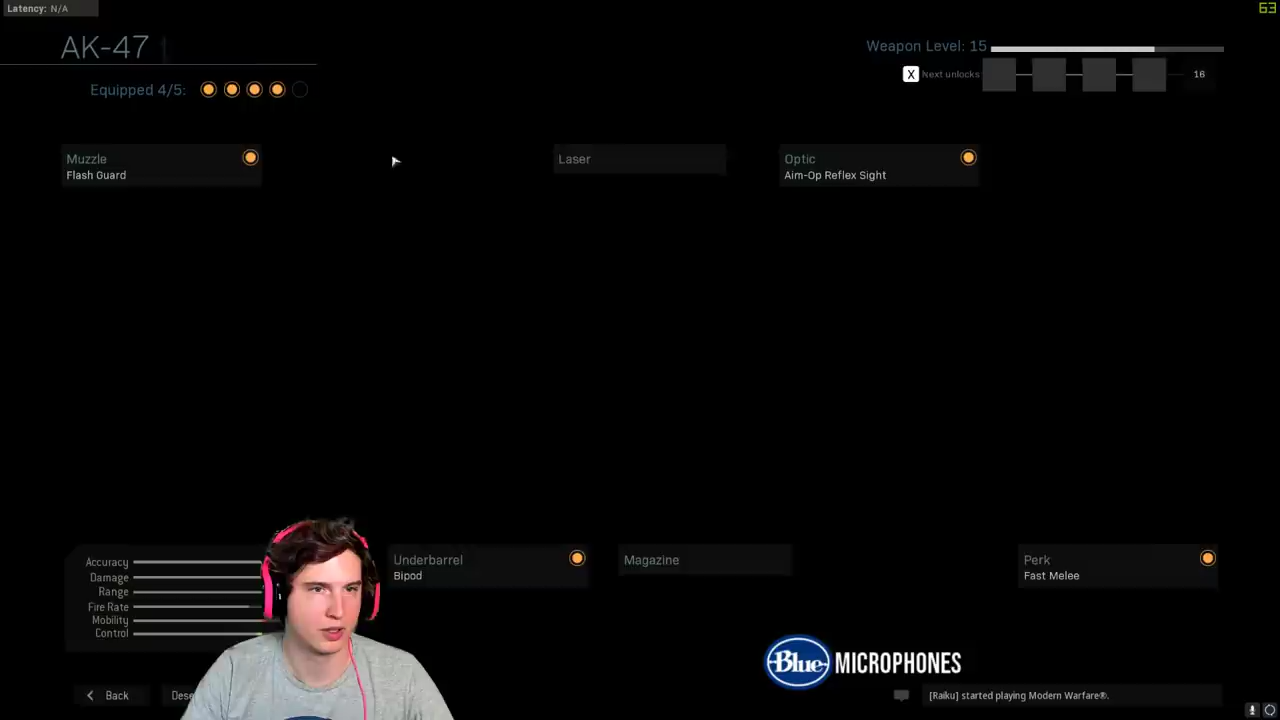 Latency: N/A
63
AK-47
Weapon Level: 15
X Next unlocks
16
Equipped 4/5:
Muzzle
Flash Guard
Laser
Optic
Aim-Op Reflex Sight
Accuracy
Damage
Range
Fire Rate
Mobility
Control
Underbarrel
Bipod
Magazine
Perk
Fast Melee
Blue MICROPHONES
Back
[Raiku] started playing Modern Warfare®.